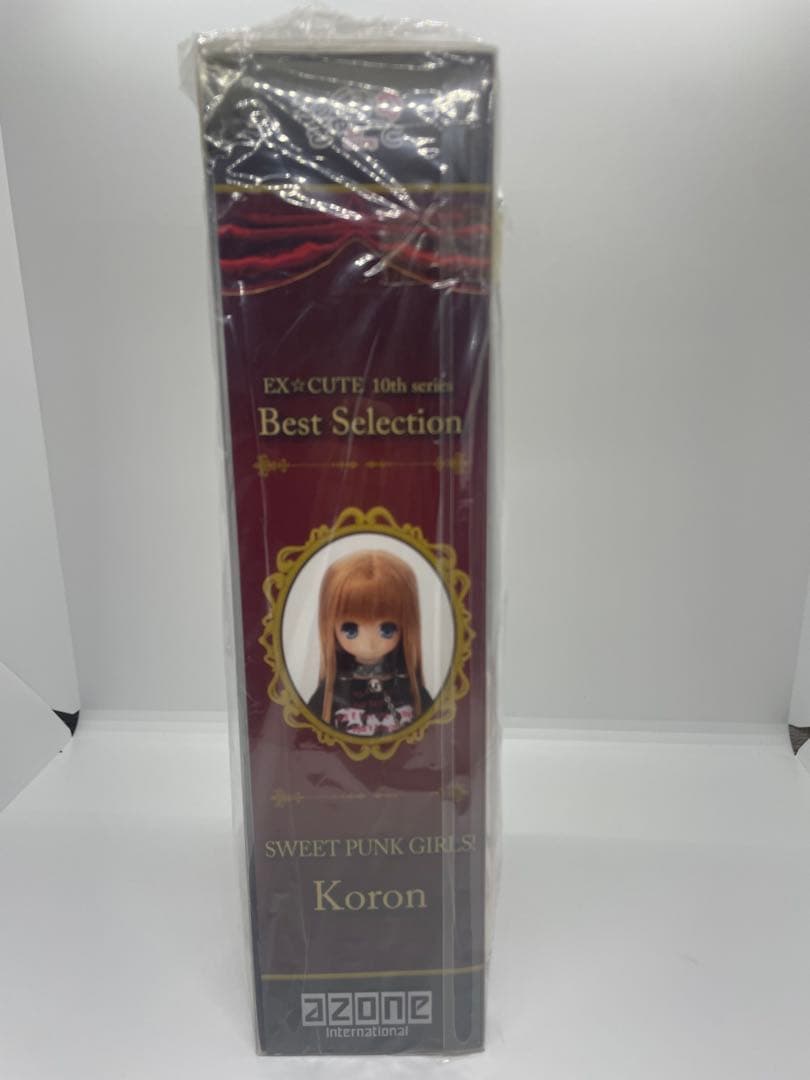 EX☆CUTE 10th series
Best Selection
SWEET PUNK GIRLS!
Koron
azone
international